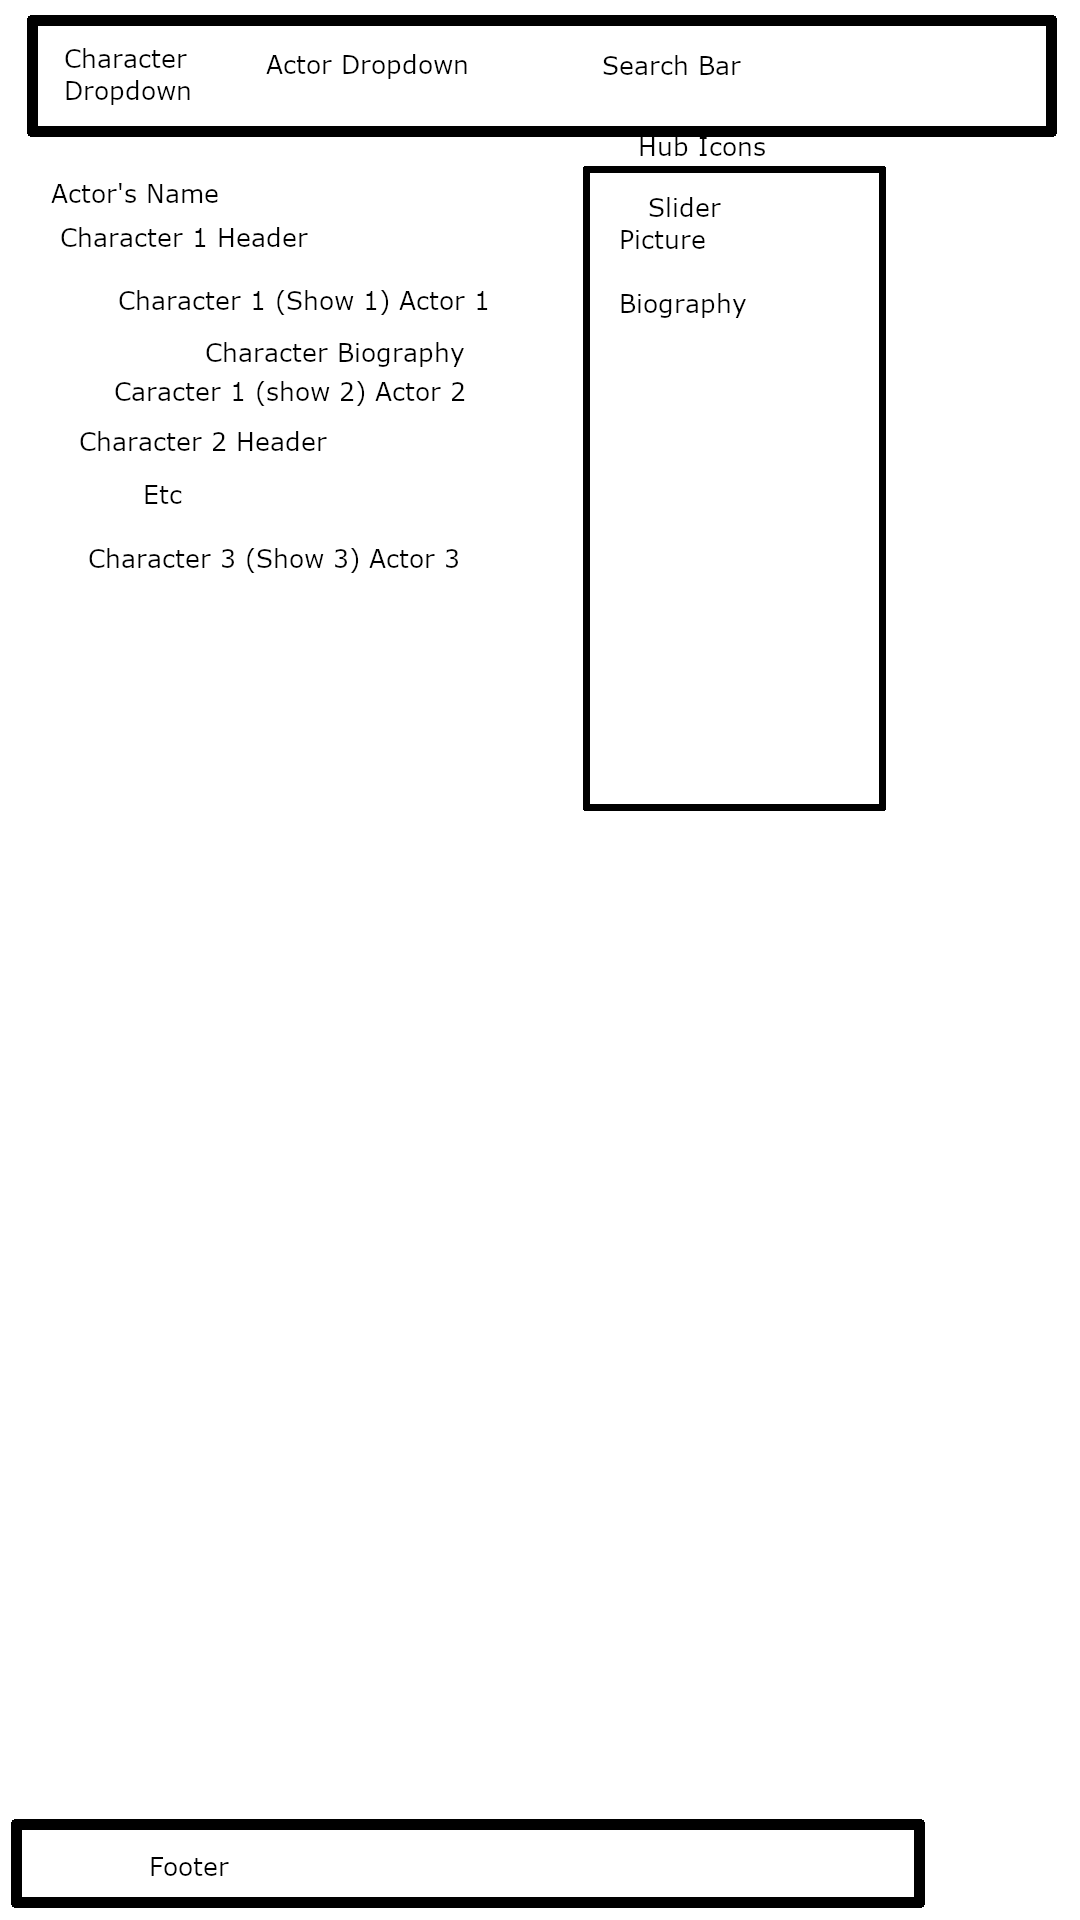 Character
Dropdown
Actor Dropdown
Search Bar
Hub Icons
Actor's Name
Character 1 Header
Character 1 (Show 1) Actor 1
Character Biography
Caracter 1 (show 2) Actor 2
Character 2 Header
Etc
Character 3 (Show 3) Actor 3
Slider
Picture
Biography
Footer